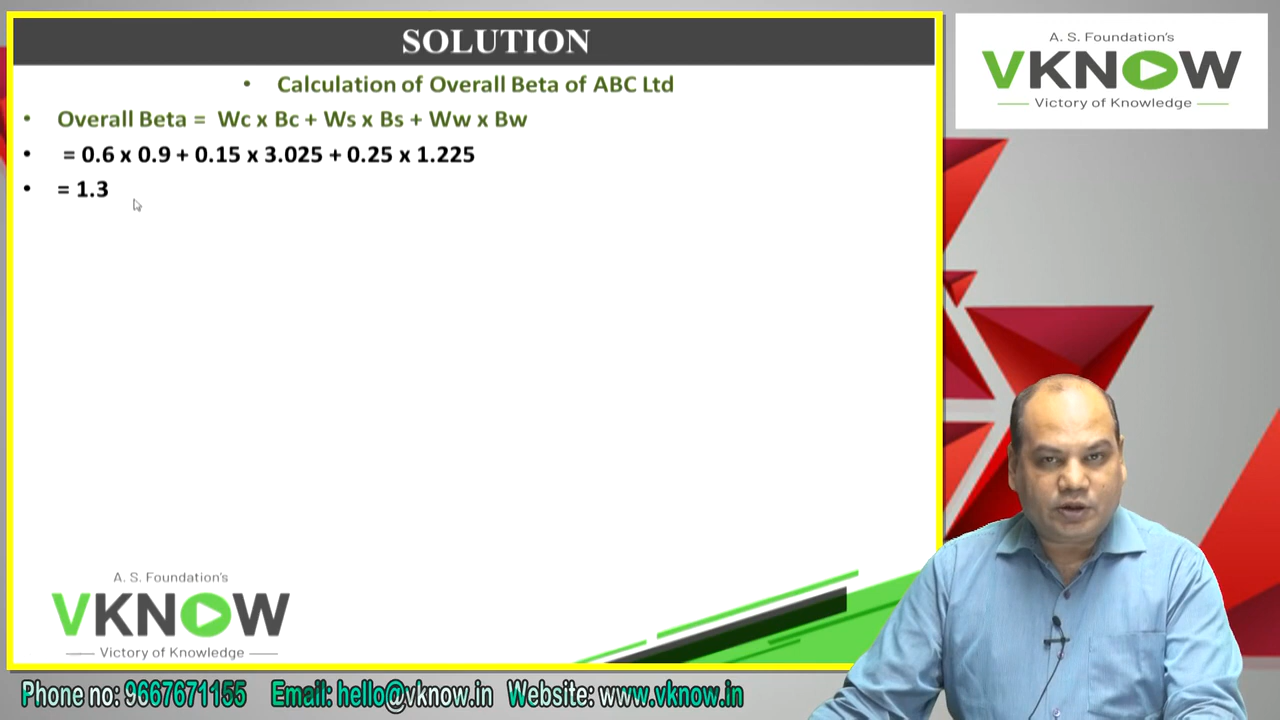 SOLUTION
• Calculation of Overall Beta of ABC Ltd
• Overall Beta = Wc x Bc + Ws x Bs + Ww x Bw
• = 0.6 x 0.9 + 0.15 x 3.025 + 0.25 x 1.225
• = 1.3
A. S. Foundation's
VKNOW
Victory of Knowledge
A. S. Foundation's
VKNOW
Victory of Knowledge
Phone no: 9667671155 Email: hello@vknow.in Website: www.vknow.in